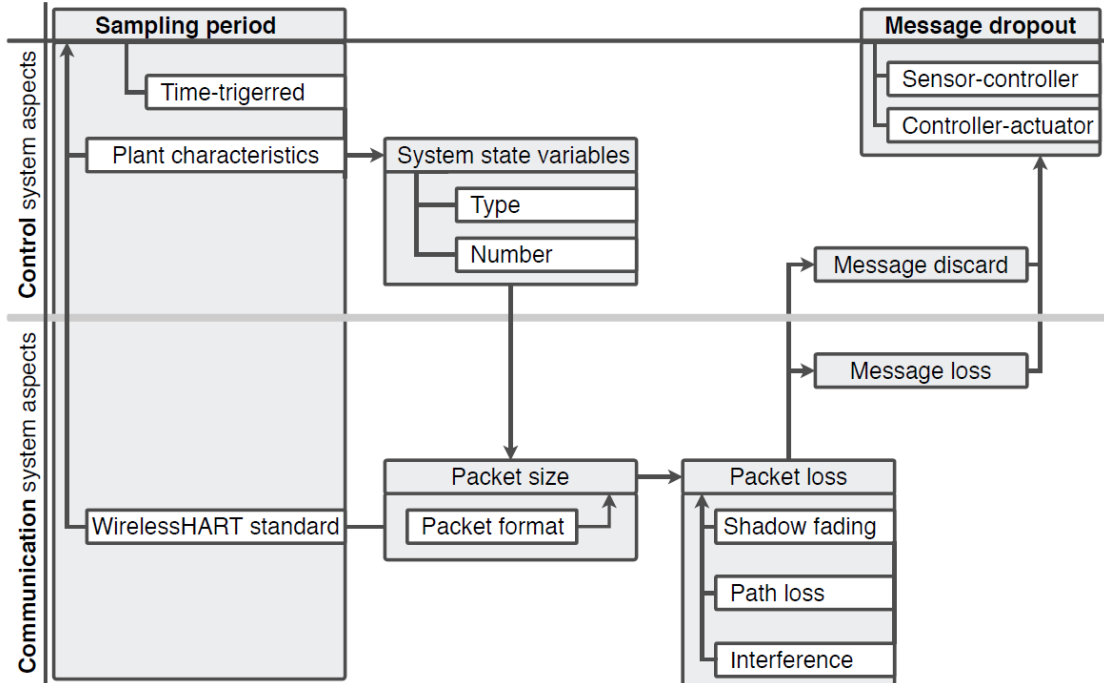 Sampling period
Message dropout
Control system aspects
Time-trigerred
Sensor-controller
Controller-actuator
Plant characteristics
System state variables
Type
Number
Message discard
Communication system aspects
Message loss
Packet size
Packet loss
WirelessHART standard
Packet format
Shadow fading
Path loss
Interference